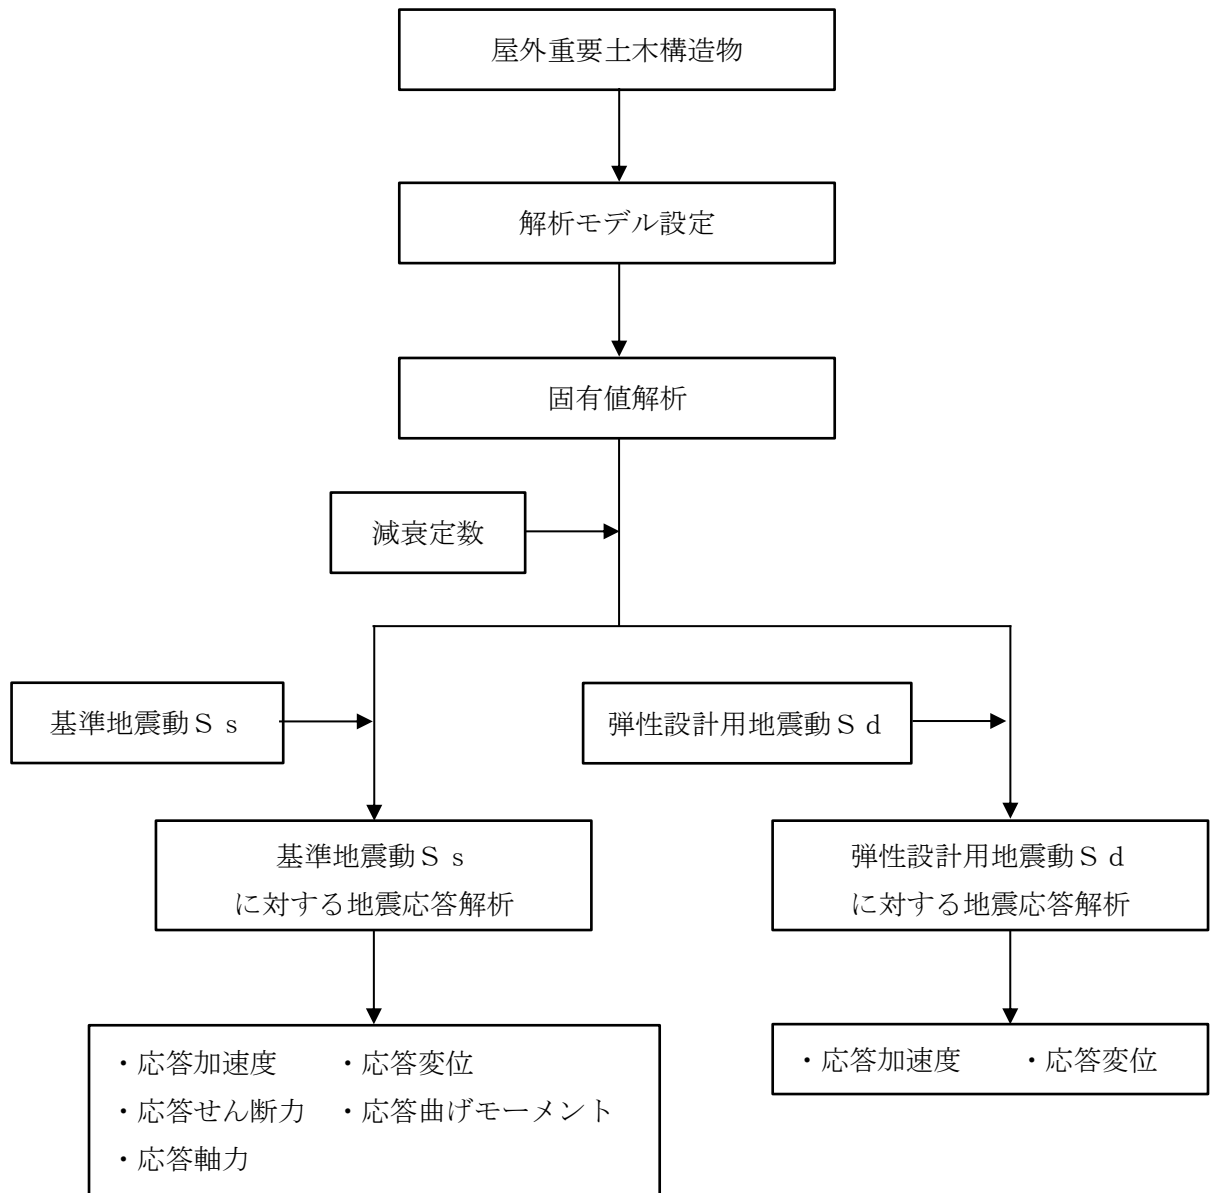 屋外重要土木構造物
解析モデル設定
固有値解析
減衰定数
基準地震動Ｓｓ
弾性設計用地震動Ｓｄ
基準地震動Ｓｓ
に対する地震応答解析
弾性設計用地震動Ｓｄ
に対する地震応答解析
・応答加速度　　・応答変位
・応答せん断力　・応答曲げモーメント
・応答軸力
・応答加速度　　・応答変位